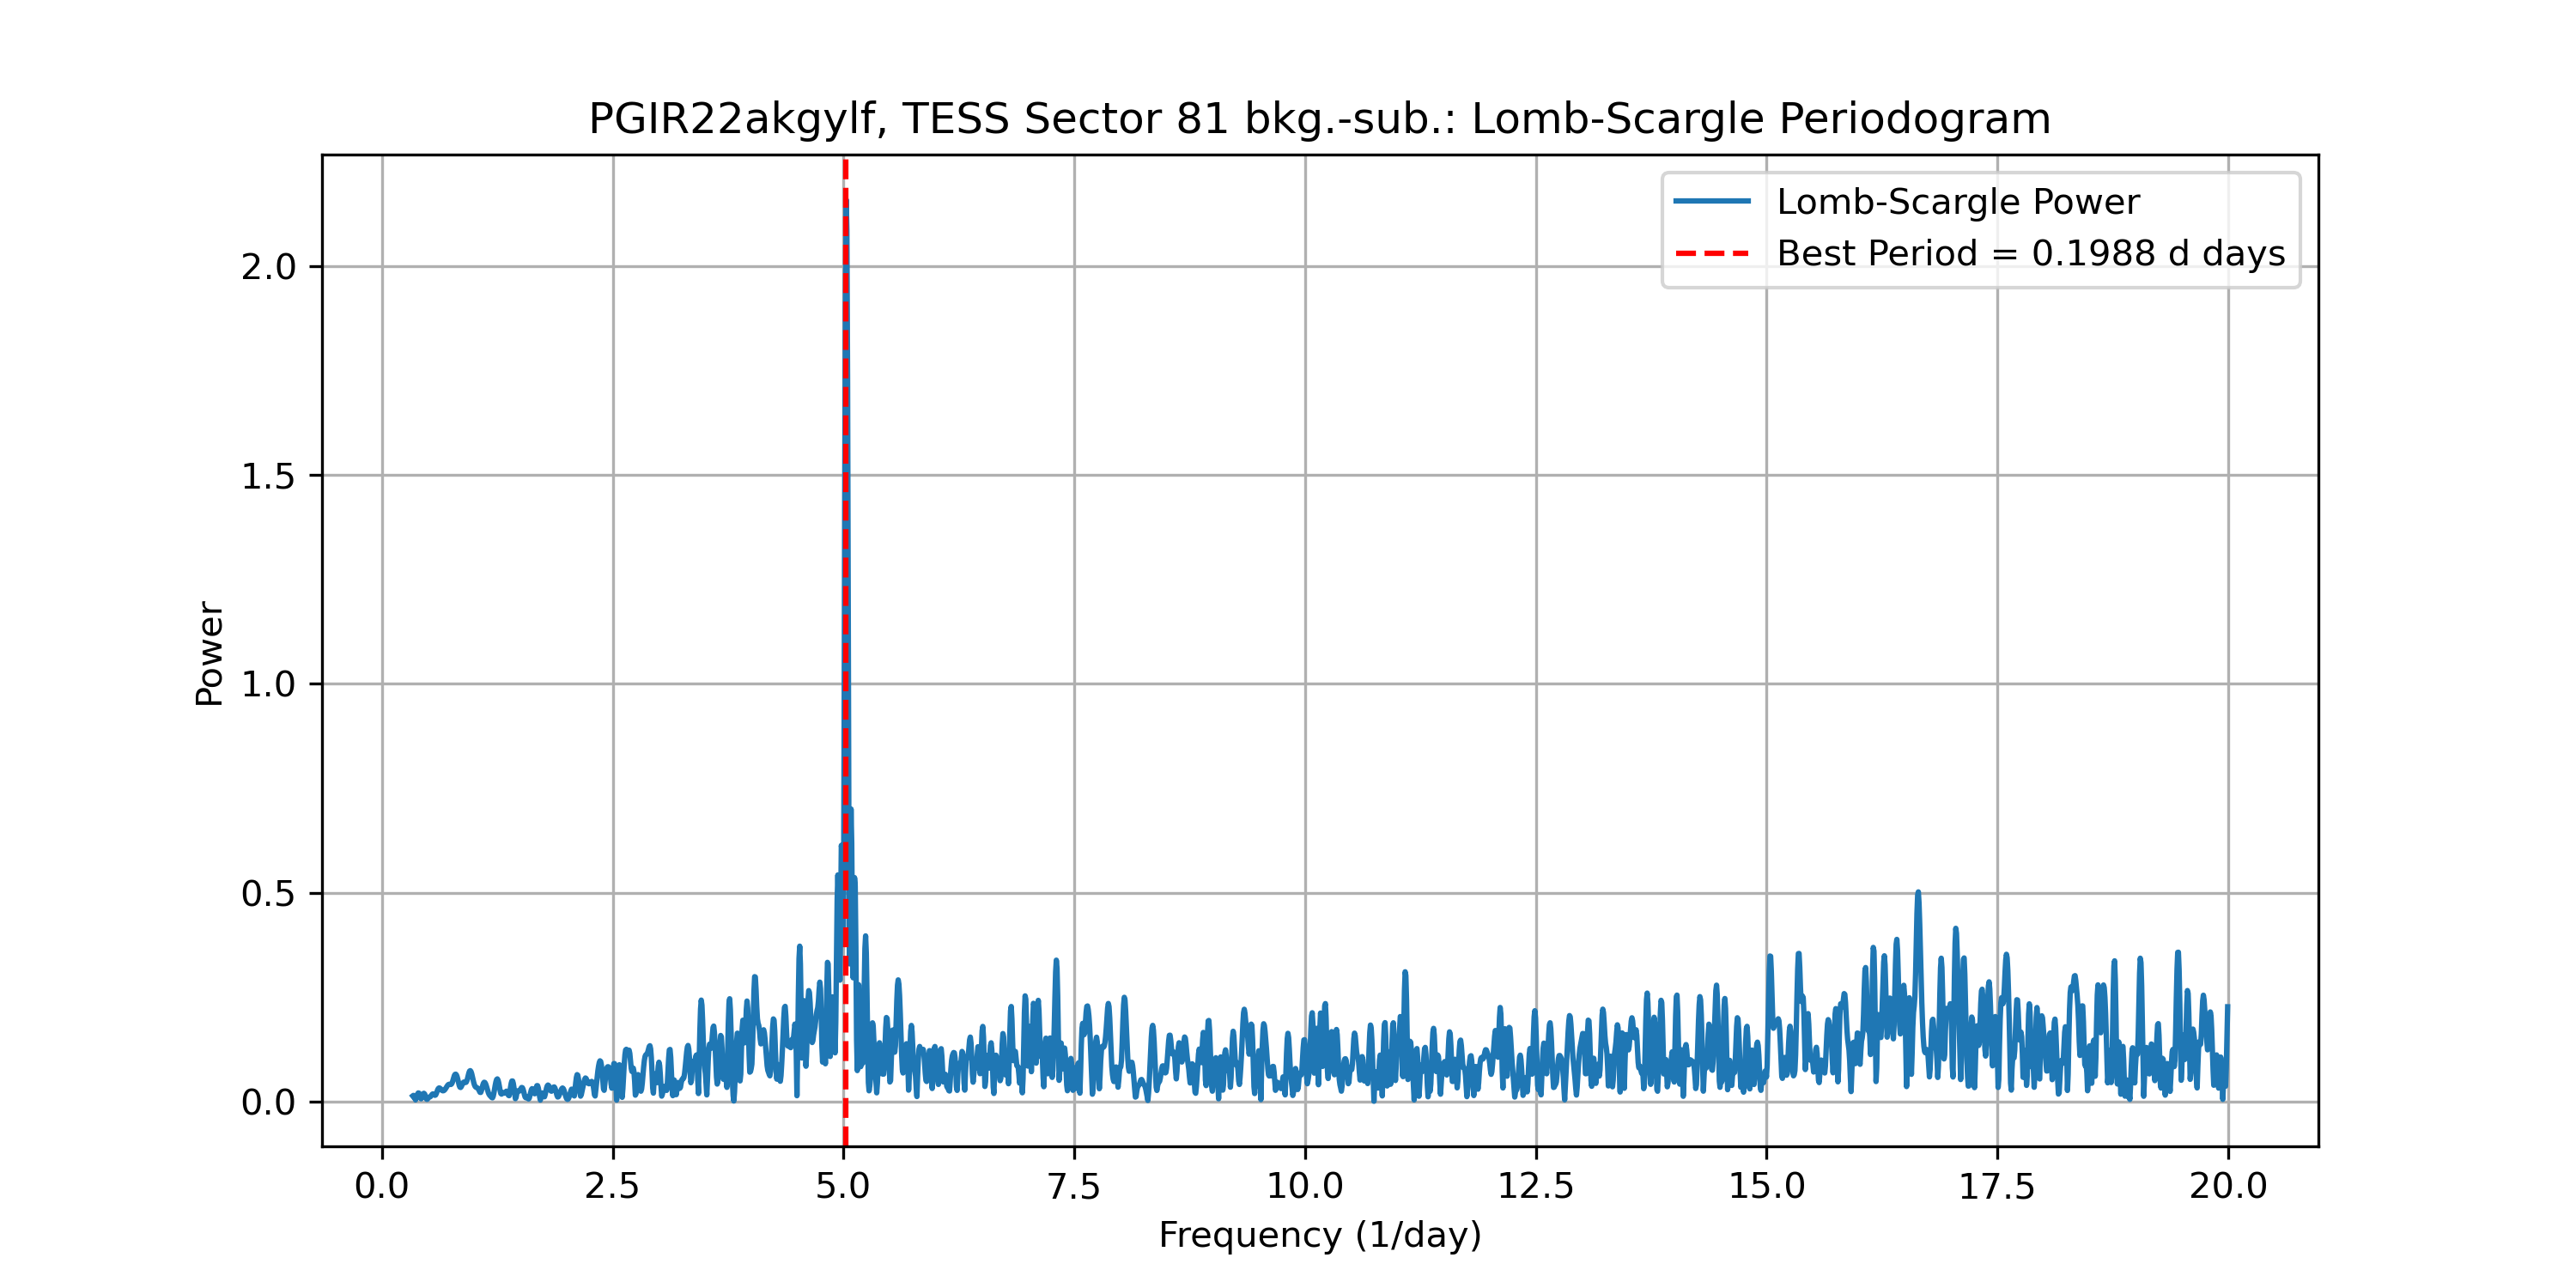 PGIR22akgylf, TESS Sector 81 bkg.-sub.: Lomb-Scargle Periodogram
Lomb-Scargle Power
Best Period = 0.1988 d days
Power
2.0
1.5
1.0
0.5
0.0
0.0 2.5 5.0 7.5 10.0 12.5 15.0 17.5 20.0
Frequency (1/day)